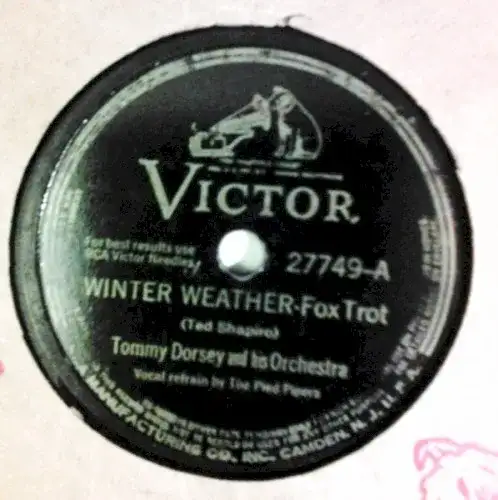 VICTOR
For best results use
RCA Victor Needles
27749-A
WINTER WEATHER-Fox Trot
(Ted Shapiro)
Tommy Dorsey and his Orchestra
Vocal refrain by The Pied Pipers
MANUFACTURING CO., INC. CAMDEN, N. J., U.S.A.